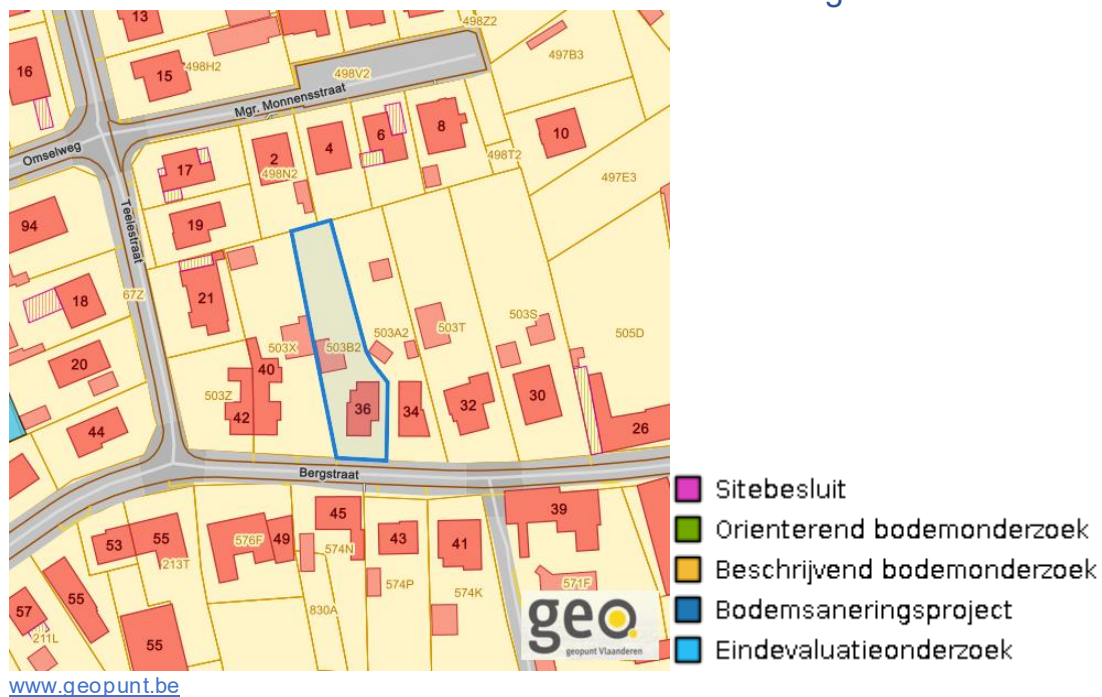 g
13
498Z2
16
15
498H2
498V2
497B3
Mgr. Monnensstraat
Omselweg
2
4
6
8
10
498N2
498T2
17
497E3
94
Teelestraat
19
18
67Z
21
503A2
503T
503S
505D
503X
503B2
20
40
503Z
42
36
34
32
30
26
44
Bergstraat
45
39
53
55
576F
49
43
41
574N
213T
574P
574K
571F
57
55
830A
211L
55
geo
geopunt Vlaanderen
Sitebesluit
Orienterend bodemonderzoek
Beschrijvend bodemonderzoek
Bodemsaneringsproject
Eindevaluatieonderzoek
www.geopunt.be